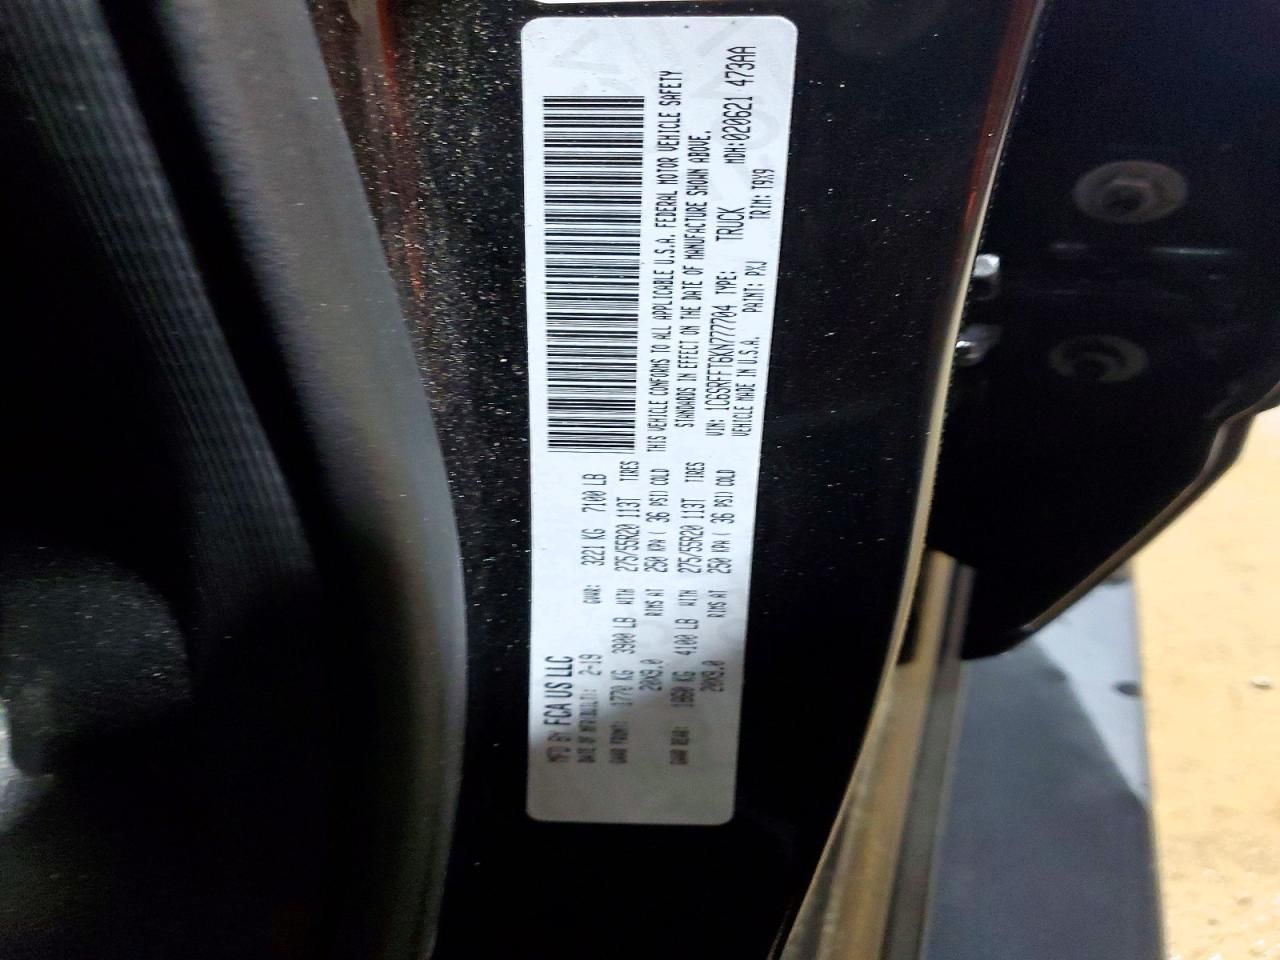 MFD BY FCA US LLC
DATE OF MFR/BUILT: 2-19 GVWR: 3221 KG 7100 LB
GAWR FRONT: 1770 KG 3900 LB WITH 275/55R20 113T TIRES
20X9.0 RIMS AT 250 KPA ( 36 PSI) COLD
GAWR REAR: 1860 KG 4100 LB WITH 275/55R20 113T TIRES
20X9.0 RIMS AT 250 KPA ( 36 PSI) COLD
THIS VEHICLE CONFORMS TO ALL APPLICABLE U.S.A. FEDERAL MOTOR VEHICLE SAFETY
STANDARDS IN EFFECT ON THE DATE OF MANUFACTURE SHOWN ABOVE.
VIN: 1C6SRFFT6KN777704 TYPE: TRUCK MDH:020621 473AA
VEHICLE MADE IN U.S.A. PAINT: PXJ TRIM: T9X9